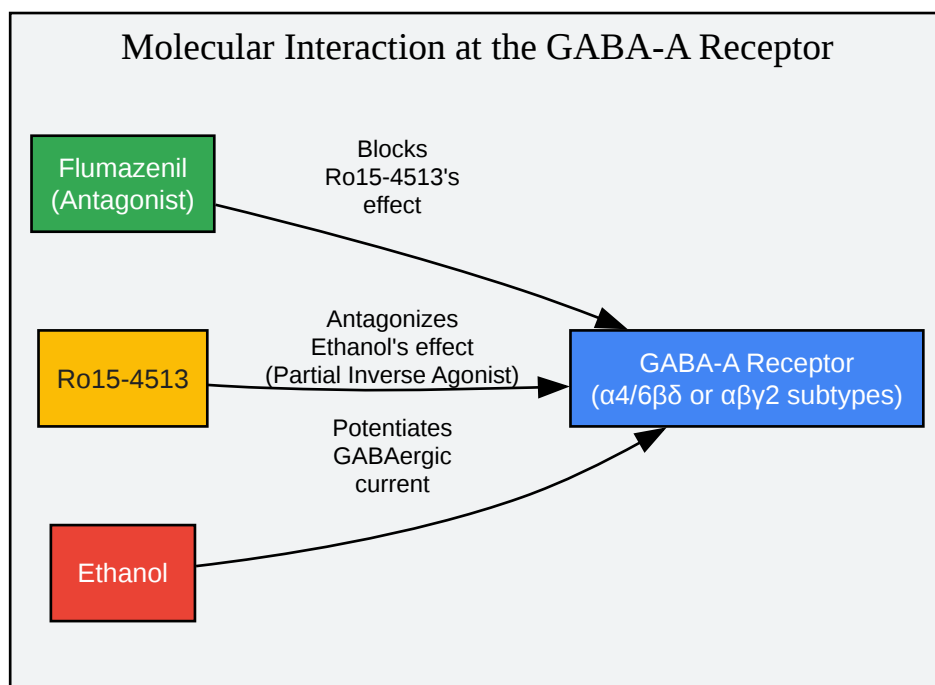 Molecular Interaction at the GABA-A Receptor
Flumazenil
(Antagonist)
Blocks
Ro15-4513's
effect
Ro15-4513
Antagonizes
Ethanol's effect
(Partial Inverse Agonist)
GABA-A Receptor
(α4/6βδ or αβγ2 subtypes)
Potentiates
GABAergic
current
Ethanol